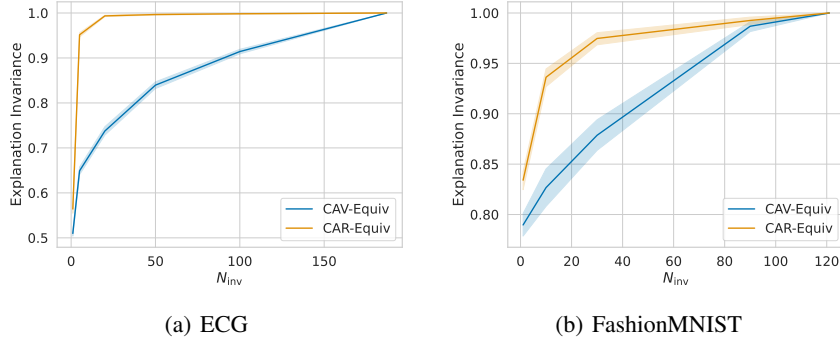 1.0
0.9
0.8
0.7
0.6
0.5
Explanation Invariance
0
50
100
150
N_inv
CAV-Equiv
CAR-Equiv
(a) ECG
1.00
0.95
0.90
0.85
0.80
Explanation Invariance
0
20
40
60
80
100
120
N_inv
CAV-Equiv
CAR-Equiv
(b) FashionMNIST